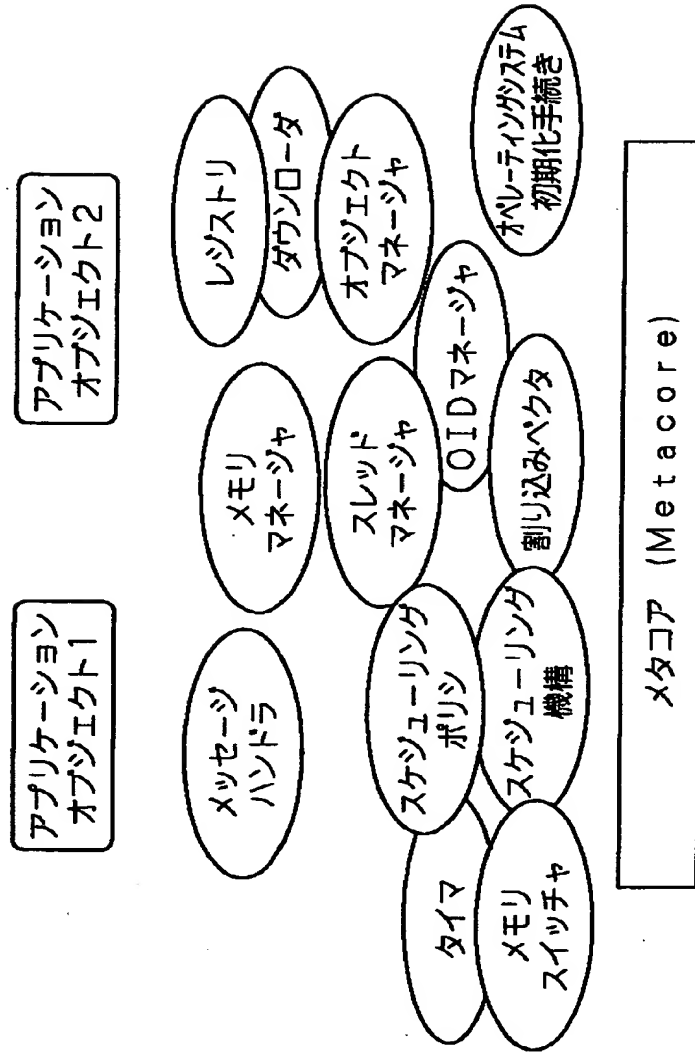 アプリケーション
オブジェクト1
アプリケーション
オブジェクト2
メッセージ
ハンドラ
メモリ
マネージャ
レジストリ
ダウンローダ
オブジェクト
マネージャ
スレッド
マネージャ
スケジューリング
ポリシ
タイマ
OIDマネージャ
メモリ
スイッチャ
スケジューリング
機構
割り込みベクタ
オペレーティングシステム
初期化手続き
メタコア (Metacore)